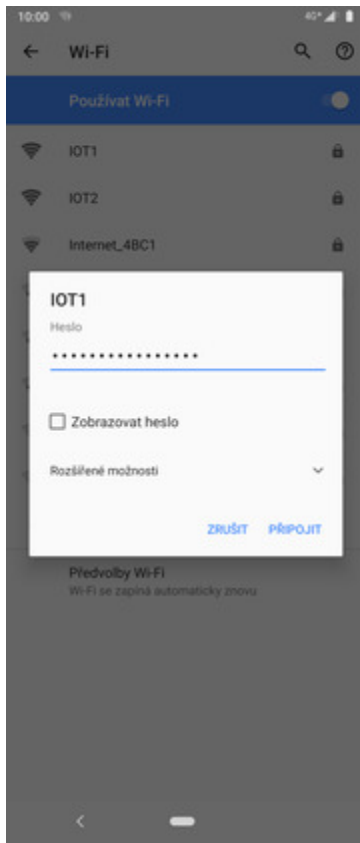 10:00
4G+
Wi-Fi
Používat Wi-Fi
IOT1
IOT2
Internet_4BC1
IOT1
Heslo
••••••••••••••••
Zobrazovat heslo
Rozšířené možnosti
ZRUŠIT PŘIPOJIT
Předvolby Wi-Fi
Wi-Fi se zapíná automaticky znovu